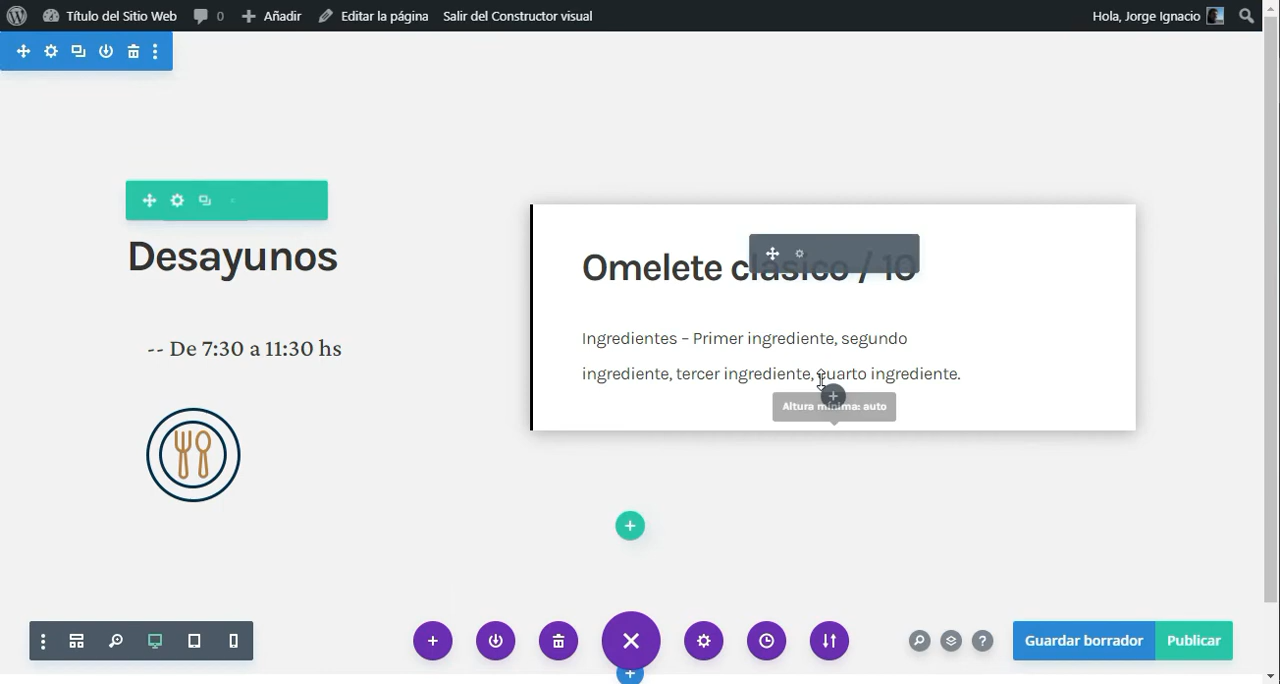 Título del Sitio Web 0 Añadir Editar la página Salir del Constructor visual Hola, Jorge Ignacio
Desayunos
-- De 7:30 a 11:30 hs
Omelete clásico / 10
Ingredientes – Primer ingrediente, segundo
ingrediente, tercer ingrediente, cuarto ingrediente.
Altura mínima: auto
Guardar borrador Publicar